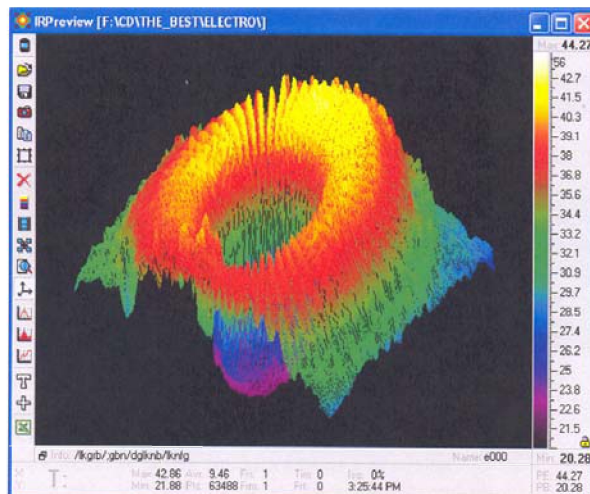 IRPreview [F:\CD\THE_BEST\ELECTRO\]
Max: 44.27
56
42.7
41.5
40.3
39.1
38
36.8
35.6
34.4
33.2
32.1
30.9
29.7
28.5
27.4
26.2
25
23.8
22.6
21.5
Info: /lkgrb/;gbn/dglknb/lknfg
Name: e000
Min: 20.28
X:
Y:
T:
Max: 42.86 Avr: 9.46 Frs: 1
Min: 21.88 Pts: 63488 Fim: 1
Tim: 0
Frt: 0
0%
3:25:44 PM
PE: 44.27
PB: 20.28